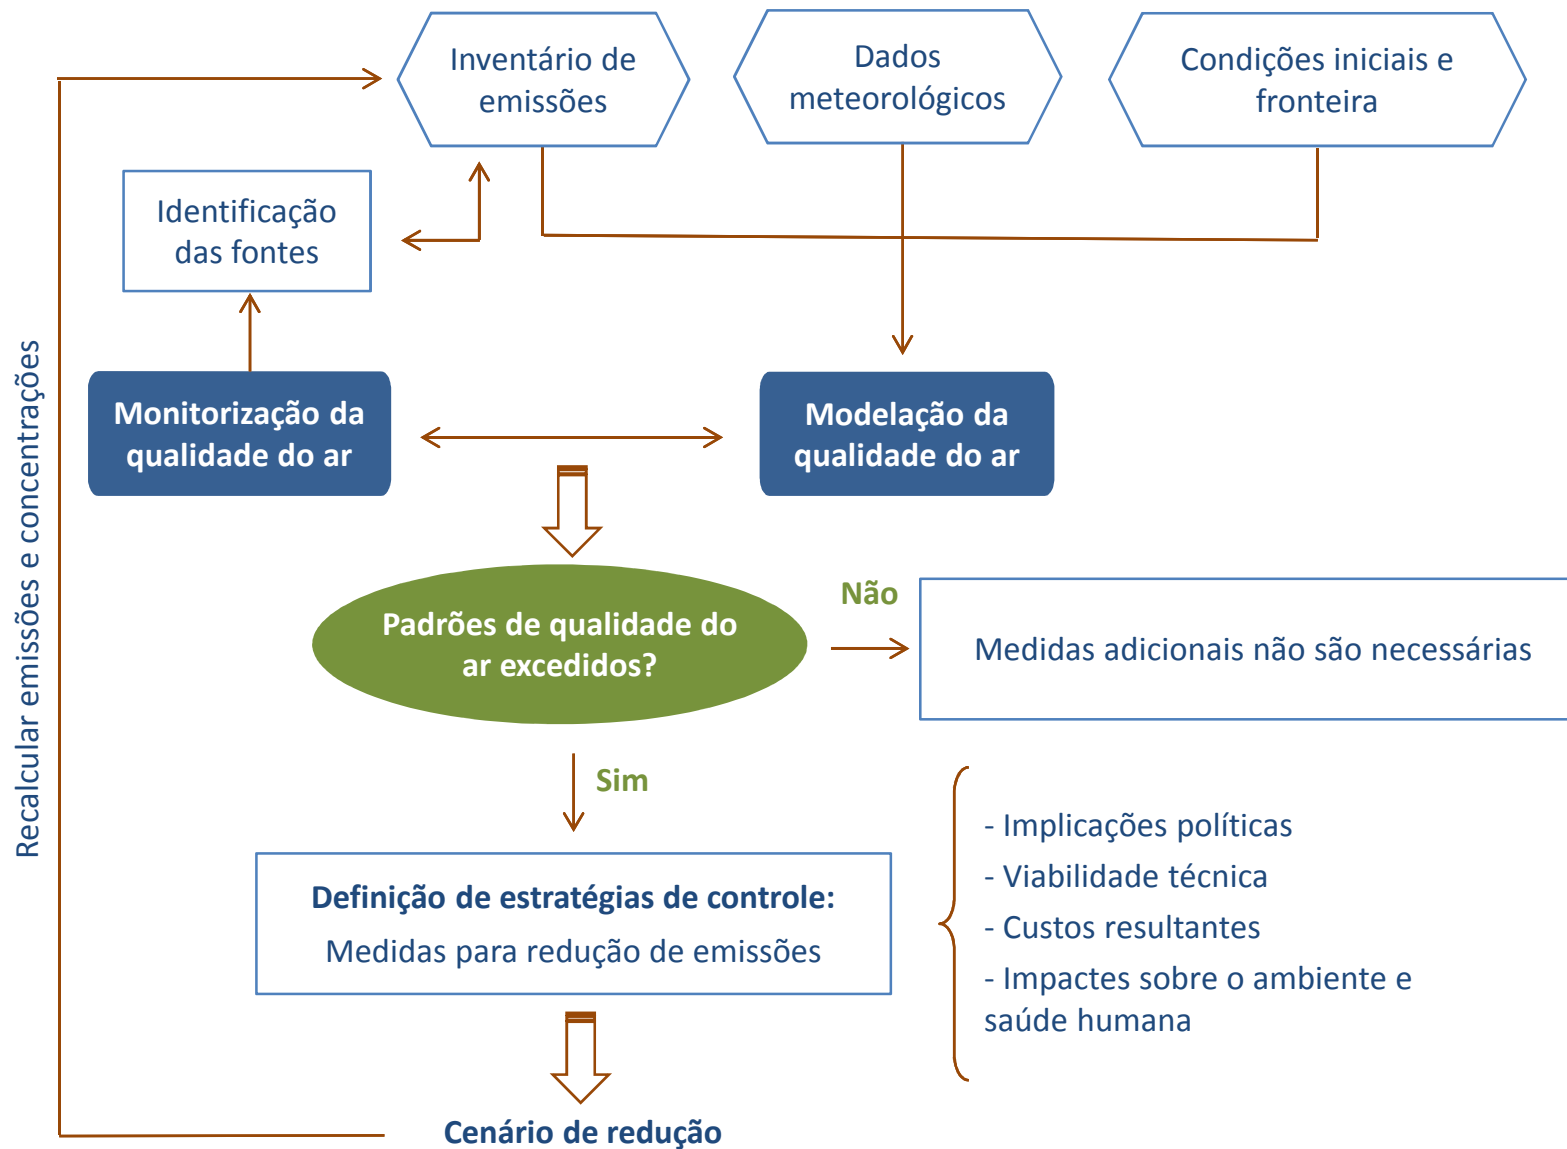 Inventário de
emissões
Dados
meteorológicos
Condições iniciais e
fronteira
Identificação
das fontes
Recalcular emissões e concentrações
Monitorização da
qualidade do ar
Modelação da
qualidade do ar
Padrões de qualidade do
ar excedidos?
Não
Medidas adicionais não são necessárias
Sim
Definição de estratégias de controle:
Medidas para redução de emissões
- Implicações políticas
- Viabilidade técnica
- Custos resultantes
- Impactes sobre o ambiente e
saúde humana
Cenário de redução